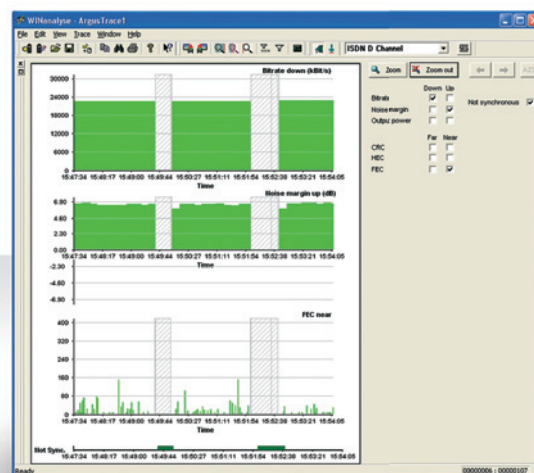 WINanalyse - ArgusTrace1
File Edit View Trace Window Help
ISDN D Channel
Zoom
Zoom out
Down Up
Bitrate
Noise margin
Output power
Not synchronous
Far Near
CRC
HEC
FEC
Bitrate down (kBit/s)
30000
24000
18000
12000
6000
0
15:47:34 15:48:17 15:49:00 15:49:44 15:50:27 15:51:11 15:51:54 15:52:38 15:53:21 15:54:05
Time
Noise margin up (dB)
6.80
4.00
2.00
0.00
15:47:34 15:48:17 15:49:00 15:49:44 15:50:27 15:51:11 15:51:54 15:52:38 15:53:21 15:54:05
Time
-2.30
-6.80
FEC near
400
320
240
160
80
0
15:47:34 15:48:17 15:49:00 15:49:44 15:50:27 15:51:11 15:51:54 15:52:38 15:53:21 15:54:05
Time
Not Sync.
15:47:34 15:48:17 15:49:00 15:49:44 15:50:27 15:51:11 15:51:54 15:52:38 15:53:21 15:54:05
Ready
00000006 : 00000107